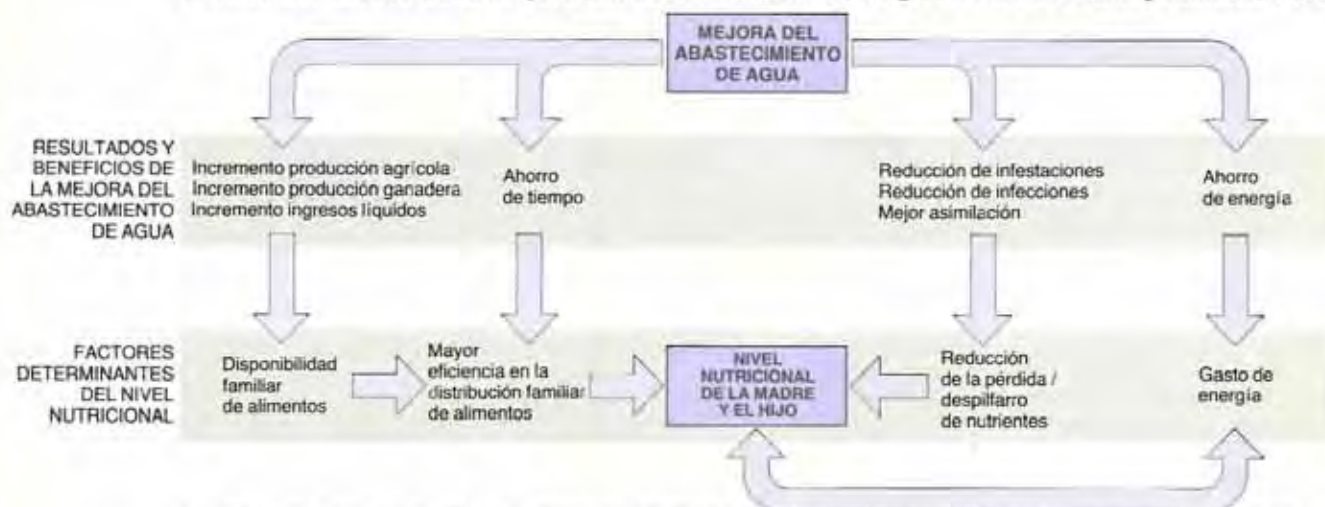 MEJORA DEL
ABASTECIMIENTO
DE AGUA
RESULTADOS Y
BENEFICIOS DE
LA MEJORA DEL
ABASTECIMIENTO
DE AGUA
Incremento producción agrícola
Incremento producción ganadera
Incremento ingresos líquidos
Ahorro
de tiempo
Reducción de infestaciones
Reducción de infecciones
Mejor asimilación
Ahorro
de energía
FACTORES
DETERMINANTES
DEL NIVEL
NUTRICIONAL
Disponibilidad
familiar
de alimentos
Mayor
eficiencia en la
distribución familiar
de alimentos
NIVEL
NUTRICIONAL
DE LA MADRE
Y EL HIJO
Reducción
de la pérdida /
despilfarro
de nutrientes
Gasto de
energía